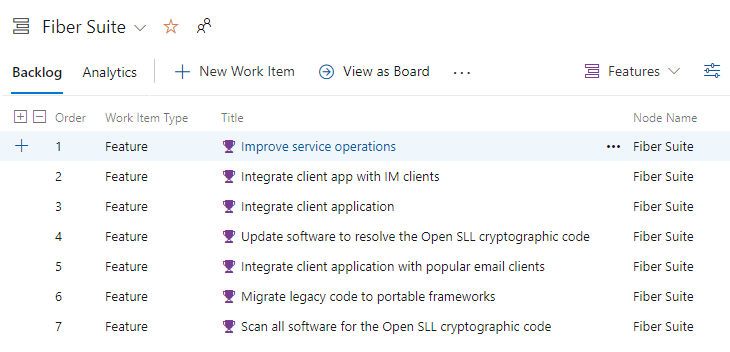 Fiber Suite
Backlog Analytics New Work Item View as Board ... Features
Order Work Item Type Title Node Name
1 Feature Improve service operations ... Fiber Suite
2 Feature Integrate client app with IM clients Fiber Suite
3 Feature Integrate client application Fiber Suite
4 Feature Update software to resolve the Open SLL cryptographic code Fiber Suite
5 Feature Integrate client application with popular email clients Fiber Suite
6 Feature Migrate legacy code to portable frameworks Fiber Suite
7 Feature Scan all software for the Open SLL cryptographic code Fiber Suite